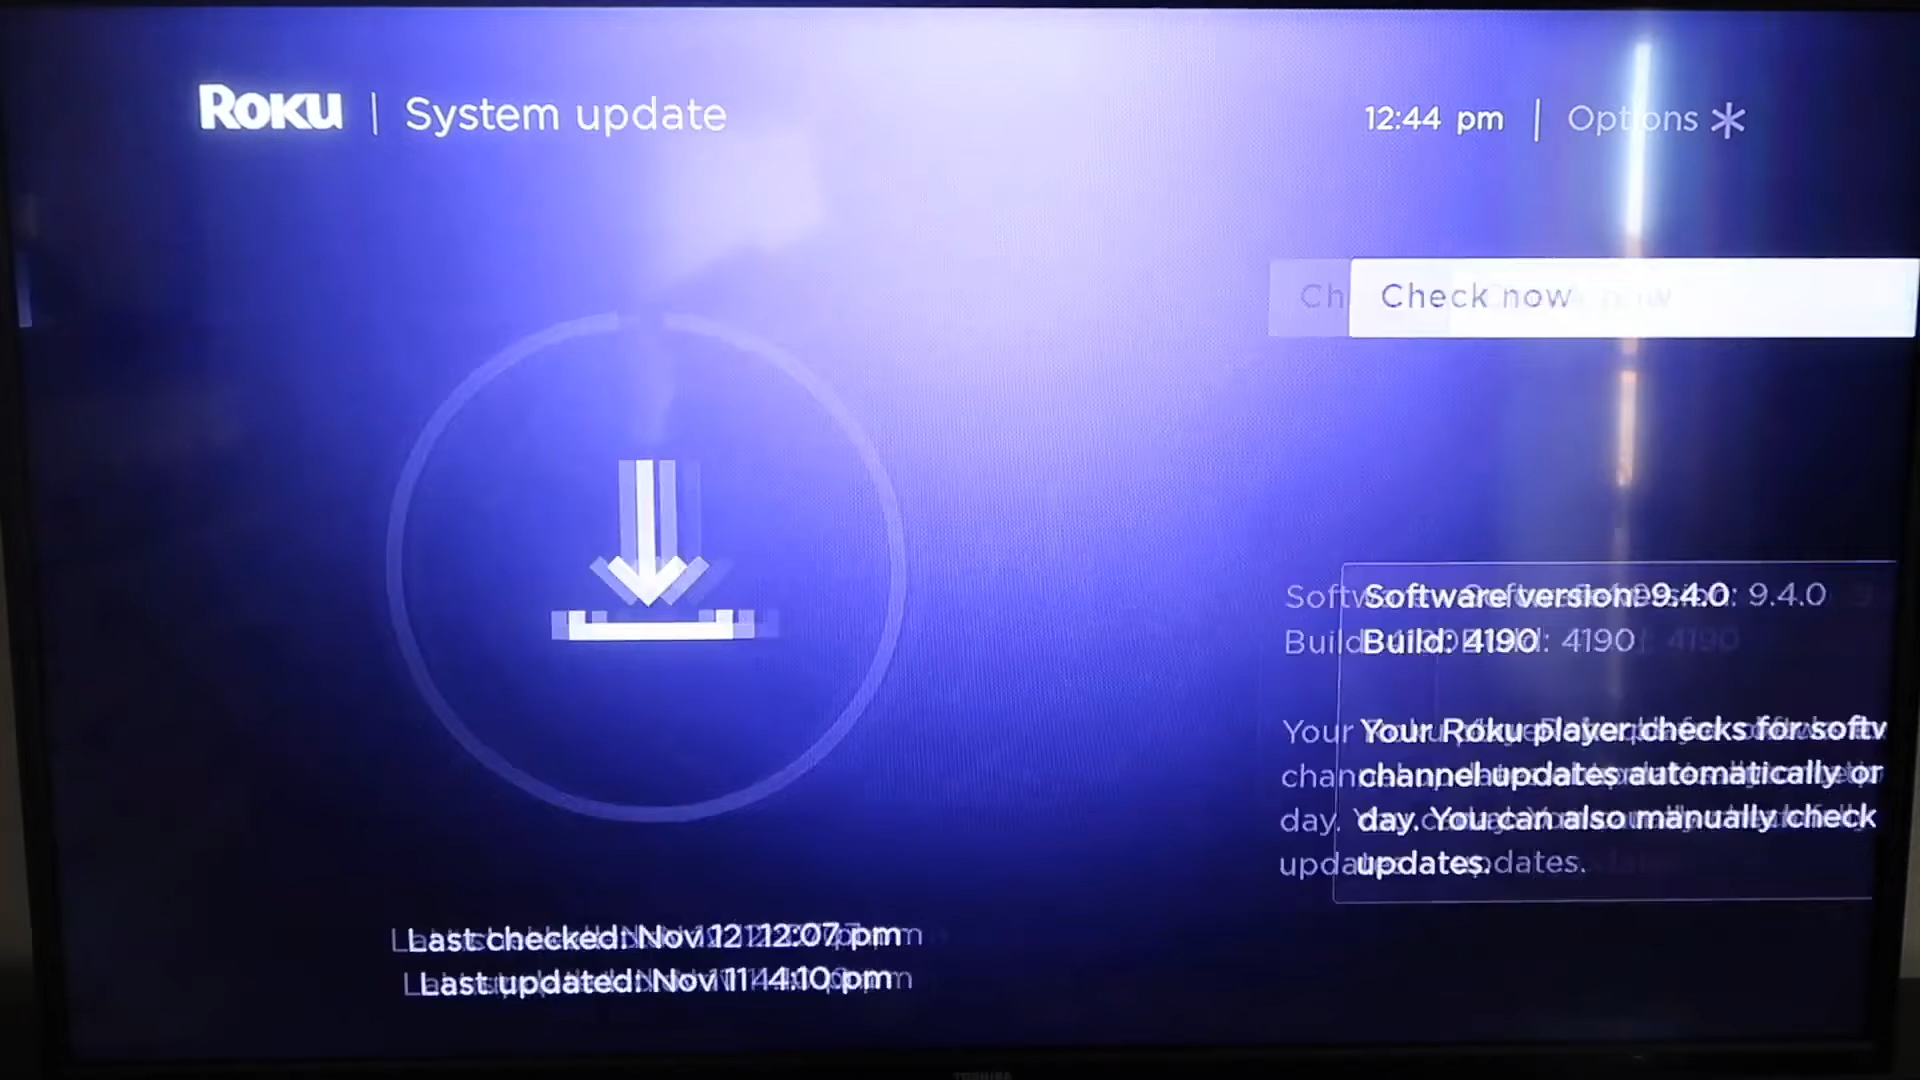 Roku | System update
12:44 pm | Options *
Check now
Software version: 9.4.0
Build: 4190
Your Roku player checks for
channel updates automatically
day. You can also manually check
updates.
Last checked: Nov 12 12:07 pm
Last updated: Nov 11 4:10 pm
TOSHIBA